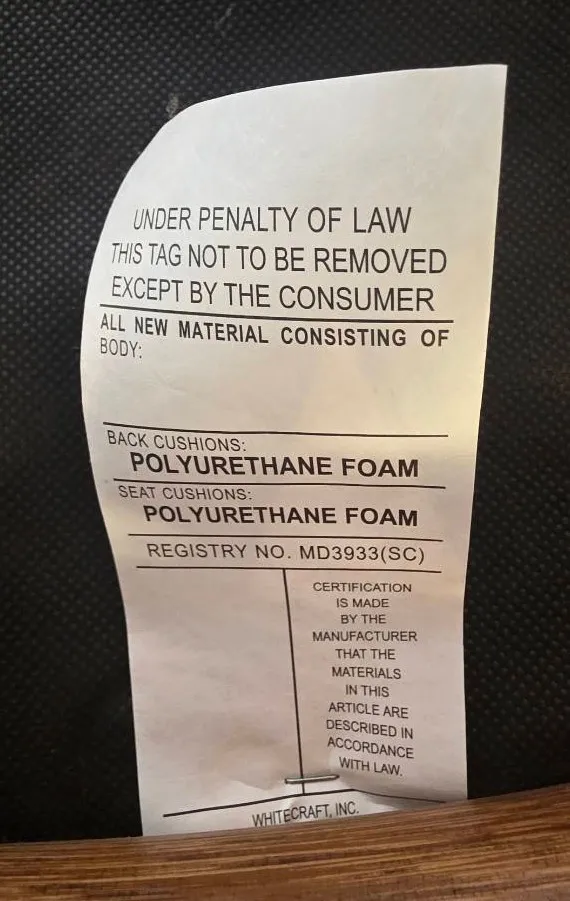 UNDER PENALTY OF LAW
THIS TAG NOT TO BE REMOVED
EXCEPT BY THE CONSUMER
ALL NEW MATERIAL CONSISTING OF
BODY:
BACK CUSHIONS:
POLYURETHANE FOAM
SEAT CUSHIONS:
POLYURETHANE FOAM
REGISTRY NO. MD3933(SC)
CERTIFICATION
IS MADE
BY THE
MANUFACTURER
THAT THE
MATERIALS
IN THIS
ARTICLE ARE
DESCRIBED IN
ACCORDANCE
WITH LAW.
WHITECRAFT, INC.